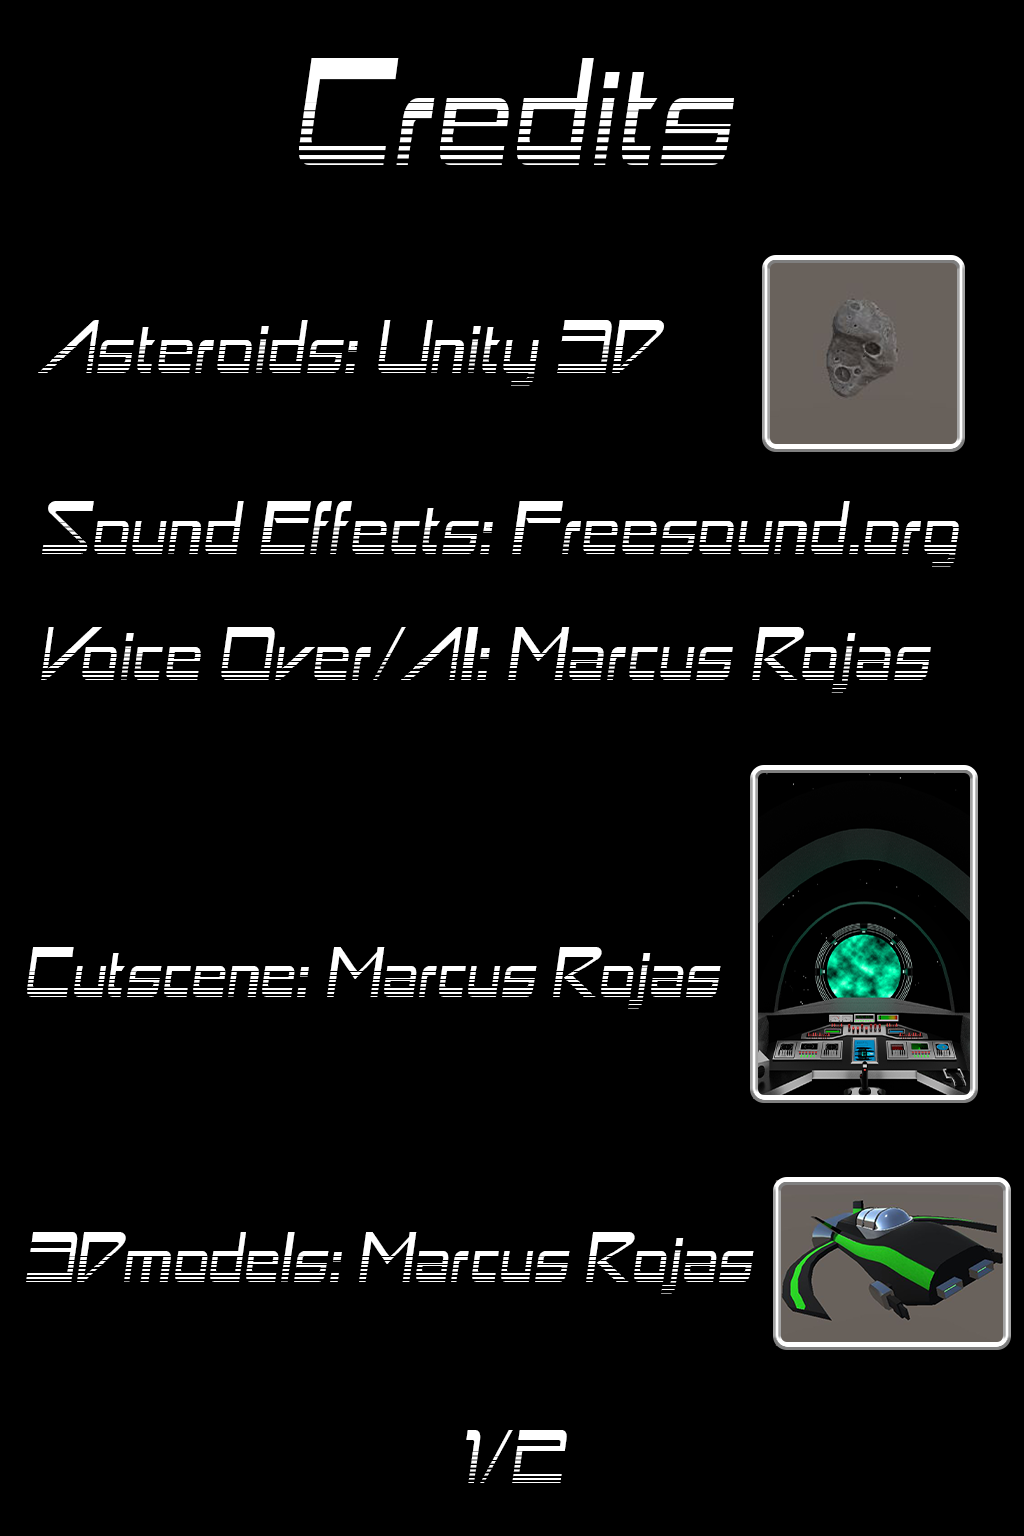 Credits
Asteroids: Unity 3D
Sound Effects: Freesound.org
Voice Over/AI: Marcus Rojas
Cutscene: Marcus Rojas
3Dmodels: Marcus Rojas
1/2